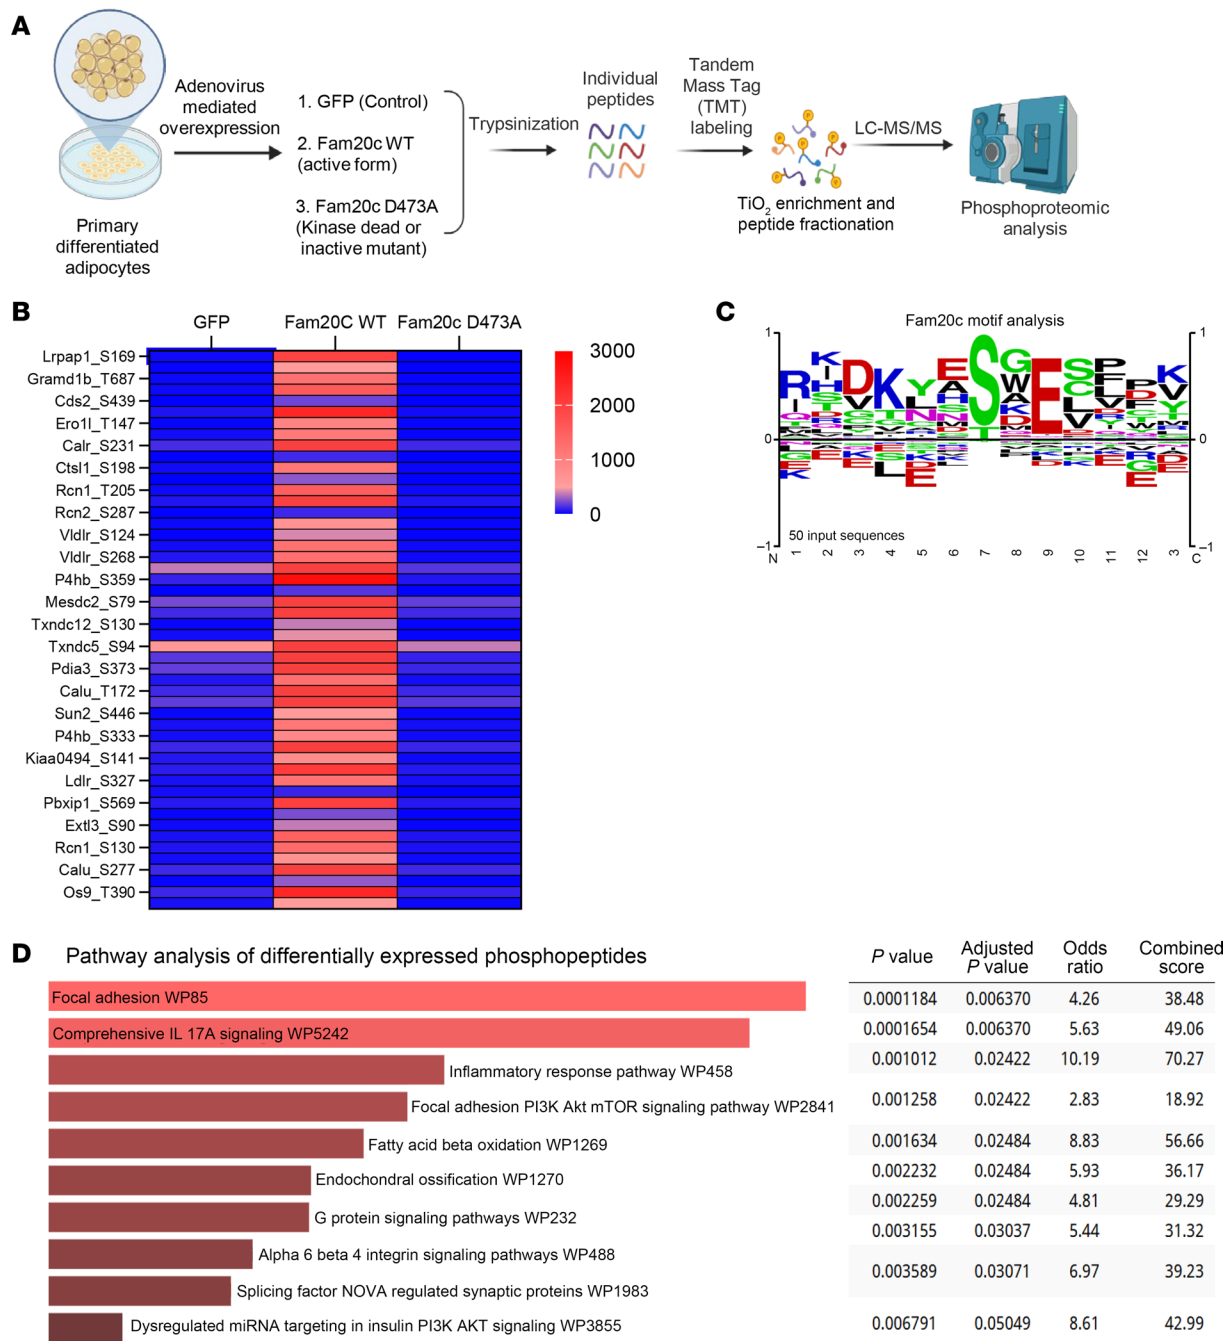 A
Adenovirus
mediated
overexpression
Primary
differentiated
adipocytes
1. GFP (Control)
2. Fam20c WT
(active form)
3. Fam20c D473A
(Kinase dead or
inactive mutant)
Trypsinization
Individual
peptides
Tandem
Mass Tag
(TMT)
labeling
P
P
P
P
P
P
TiO2 enrichment and
peptide fractionation
LC-MS/MS
Phosphoproteomic
analysis
B
GFP
Fam20C WT
Fam20c D473A
Lrpap1_S169
Gramd1b_T687
Cds2_S439
Ero1l_T147
Calr_S231
Ctsl1_S198
Rcn1_T205
Rcn2_S287
Vldlr_S124
Vldlr_S268
P4hb_S359
Mesdc2_S79
Txndc12_S130
Txndc5_S94
Pdia3_S373
Calu_T172
Sun2_S446
P4hb_S333
Kiaa0494_S141
Ldlr_S327
Pbxip1_S569
Extl3_S90
Rcn1_S130
Calu_S277
Os9_T390
3000
2000
1000
0
C
Fam20c motif analysis
1
0
–1
1
0
–1
50 input sequences
N 1 2 3 4 5 6 7 8 9 10 11 12 3 C
D
Pathway analysis of differentially expressed phosphopeptides
P value
Adjusted
P value
Odds
ratio
Combined
score
Focal adhesion WP85
0.0001184 0.006370 4.26 38.48
Comprehensive IL 17A signaling WP5242
0.0001654 0.006370 5.63 49.06
Inflammatory response pathway WP458
0.001012 0.02422 10.19 70.27
Focal adhesion PI3K Akt mTOR signaling pathway WP2841
0.001258 0.02422 2.83 18.92
Fatty acid beta oxidation WP1269
0.001634 0.02484 8.83 56.66
Endochondral ossification WP1270
0.002232 0.02484 5.93 36.17
G protein signaling pathways WP232
0.002259 0.02484 4.81 29.29
Alpha 6 beta 4 integrin signaling pathways WP488
0.003155 0.03037 5.44 31.32
Splicing factor NOVA regulated synaptic proteins WP1983
0.003589 0.03071 6.97 39.23
Dysregulated miRNA targeting in insulin PI3K AKT signaling WP3855
0.006791 0.05049 8.61 42.99